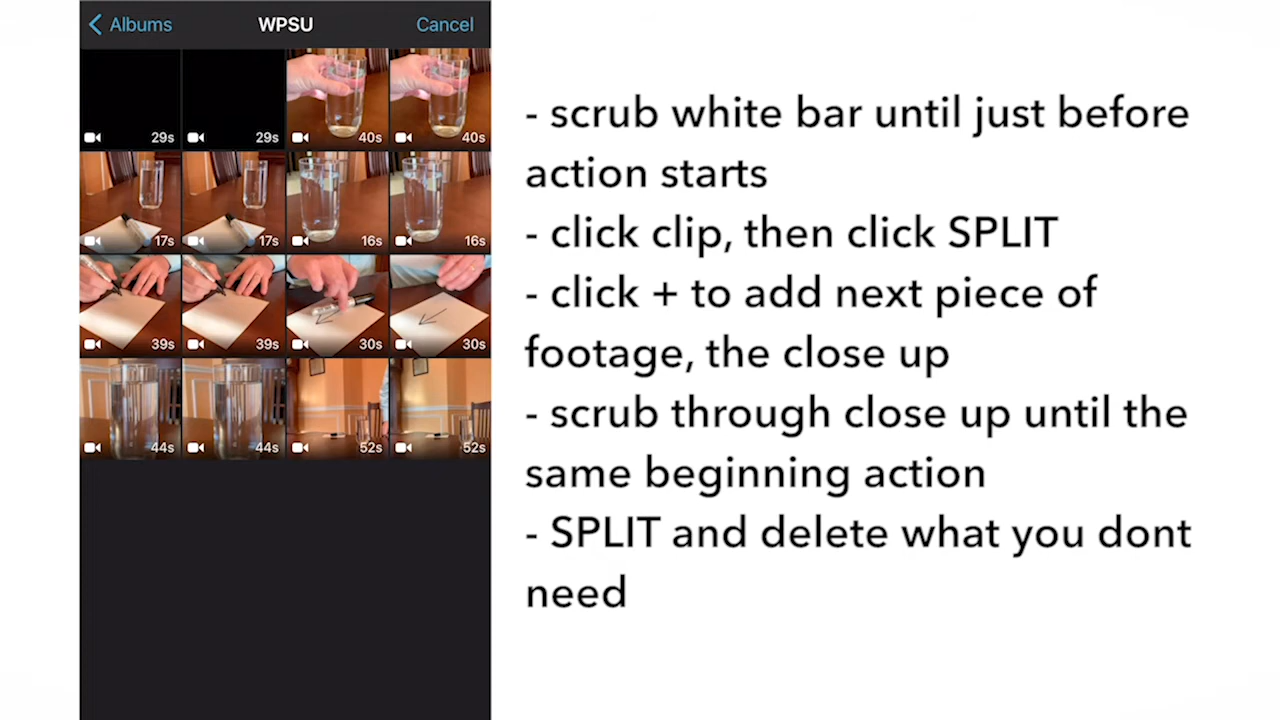 Albums WPSU Cancel
29s 29s 40s 40s
17s 17s 16s 16s
39s 39s 30s 30s
44s 44s 52s 52s
- scrub white bar until just before
action starts
- click clip, then click SPLIT
- click + to add next piece of
footage, the close up
- scrub through close up until the
same beginning action
- SPLIT and delete what you dont
need